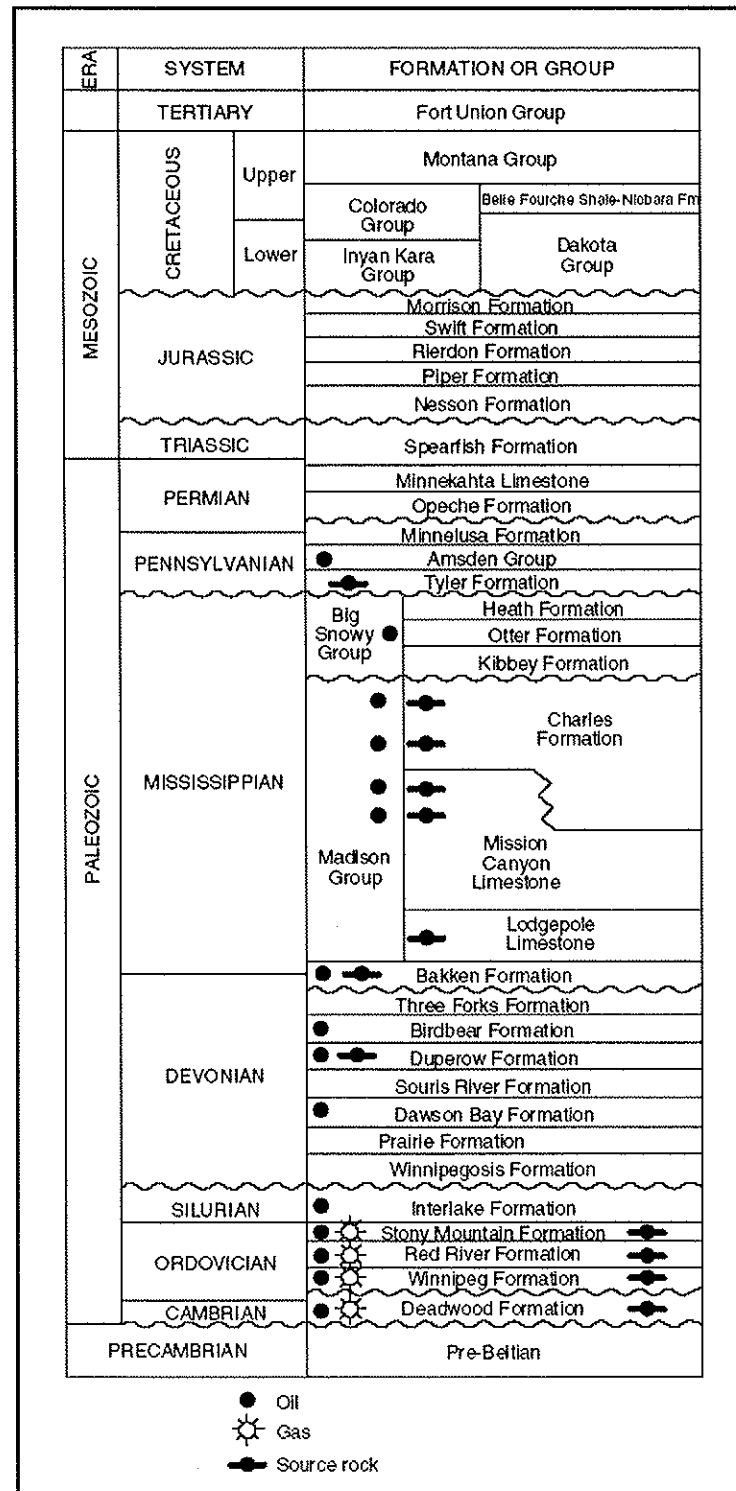 ERA
SYSTEM
FORMATION OR GROUP
TERTIARY
Fort Union Group
MESOZOIC
CRETACEOUS
Upper
Lower
Montana Group
Colorado
Group
Belle Fourche Shale-Niobara Fm
Inyan Kara
Group
Dakota
Group
JURASSIC
Morrison Formation
Swift Formation
Rierdon Formation
Piper Formation
Nesson Formation
TRIASSIC
Spearfish Formation
PALEOZOIC
PERMIAN
Minnekahta Limestone
Opeche Formation
PENNSYLVANIAN
Minnelusa Formation
Amsden Group
Tyler Formation
MISSISSIPPIAN
Big
Snowy
Group
Heath Formation
Otter Formation
Kibbey Formation
Madison
Group
Charles
Formation
Mission
Canyon
Limestone
Lodgepole
Limestone
Bakken Formation
DEVONIAN
Three Forks Formation
Birdbear Formation
Duperow Formation
Souris River Formation
Dawson Bay Formation
Prairie Formation
Winnipegosis Formation
SILURIAN
Interlake Formation
ORDOVICIAN
Stony Mountain Formation
Red River Formation
Winnipeg Formation
CAMBRIAN
Deadwood Formation
PRECAMBRIAN
Pre-Beltian
Oil
Gas
Source rock